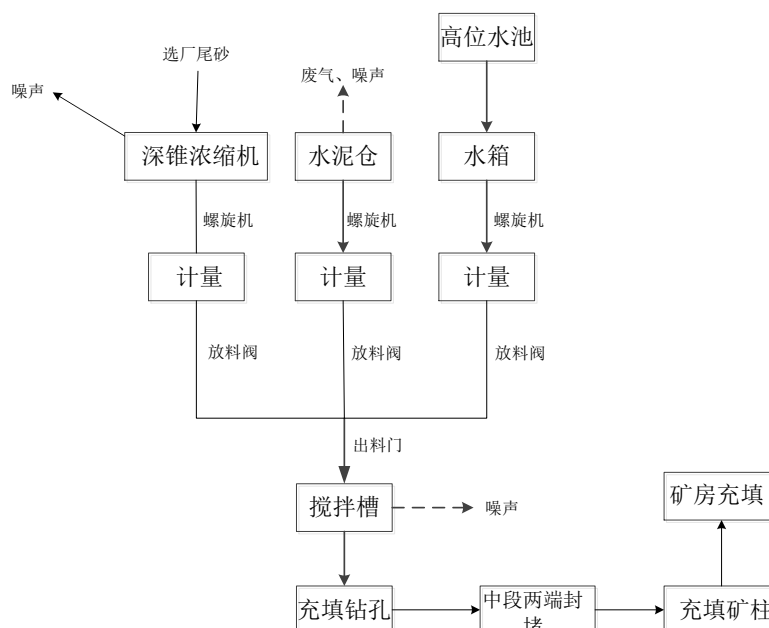 高位水池
选厂尾砂
废气、噪声
噪声
深锥浓缩机
水泥仓
水箱
螺旋机
螺旋机
螺旋机
计量
计量
计量
放料阀
放料阀
放料阀
出料门
搅拌槽
噪声
矿房充填
充填钻孔
中段两端封
堵
充填矿柱